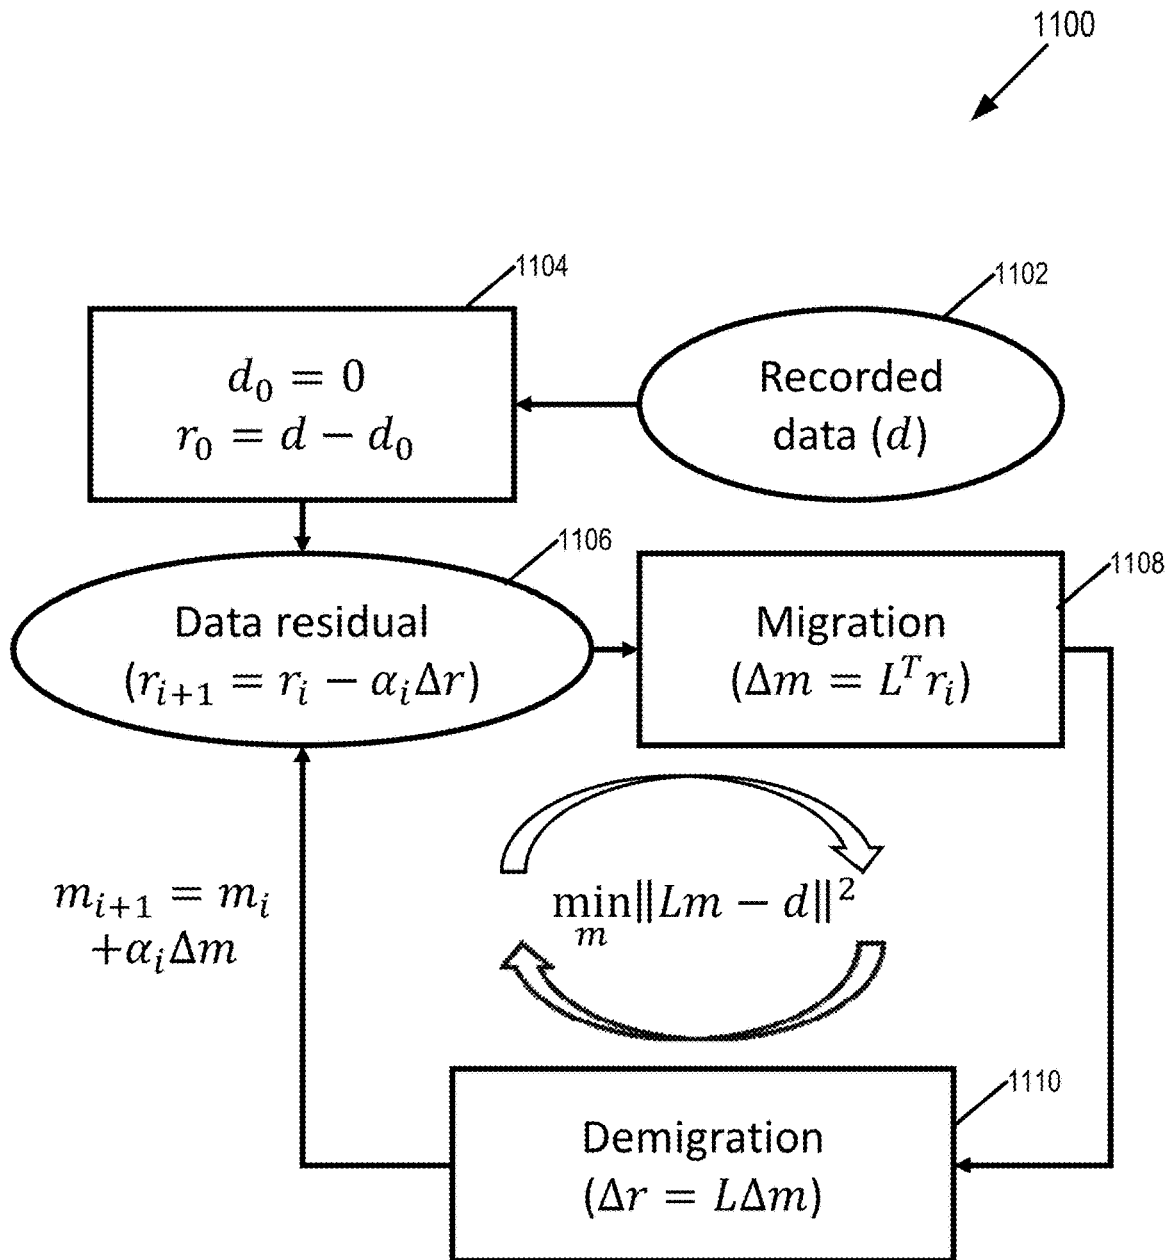 1100
1104
1102
d₀ = 0
r₀ = d − d₀
Recorded
data (d)
1106
1108
Data residual
(rᵢ₊₁ = rᵢ − αᵢΔr)
Migration
(Δm = Lᵀrᵢ)
mᵢ₊₁ = mᵢ
+αᵢΔm
min‖Lm − d‖²
m
1110
Demigration
(Δr = LΔm)